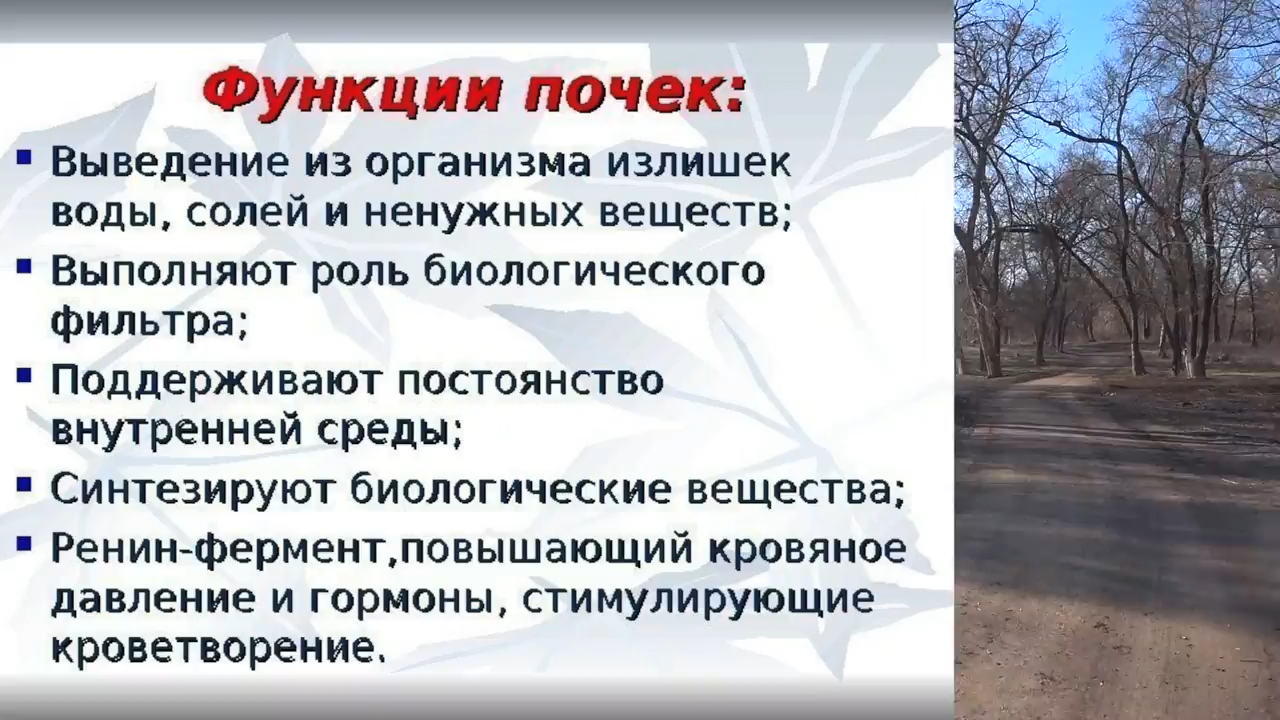 Функции почек:
Выведение из организма излишек
воды, солей и ненужных веществ;
Выполняют роль биологического
фильтра;
Поддерживают постоянство
внутренней среды;
Синтезируют биологические вещества;
Ренин-фермент,повышающий кровяное
давление и гормоны, стимулирующие
кроветворение.